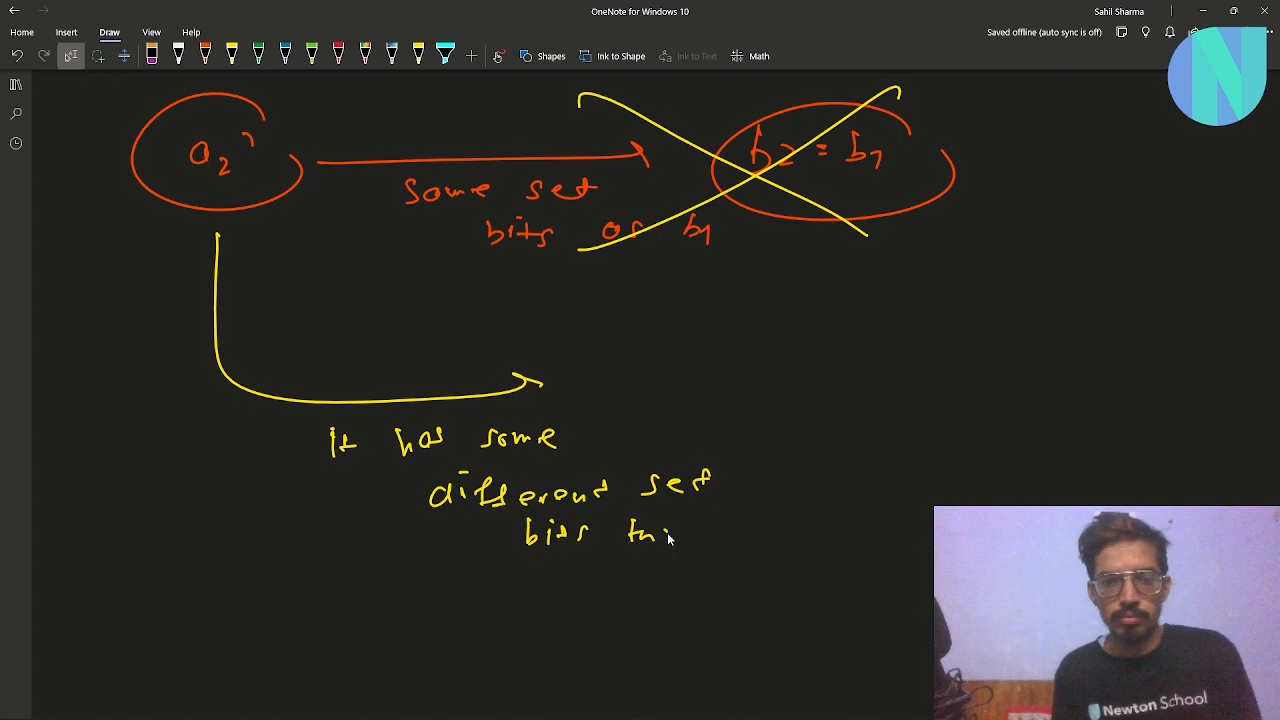 OneNote for Windows 10
Sahil Sharma
Home Insert Draw View Help
Saved offline (auto sync is off)
Shapes Ink to Shape Ink to Text Math
a2
some set
bits as b1
b2 = b1
it has some
different set
bits
Newton School